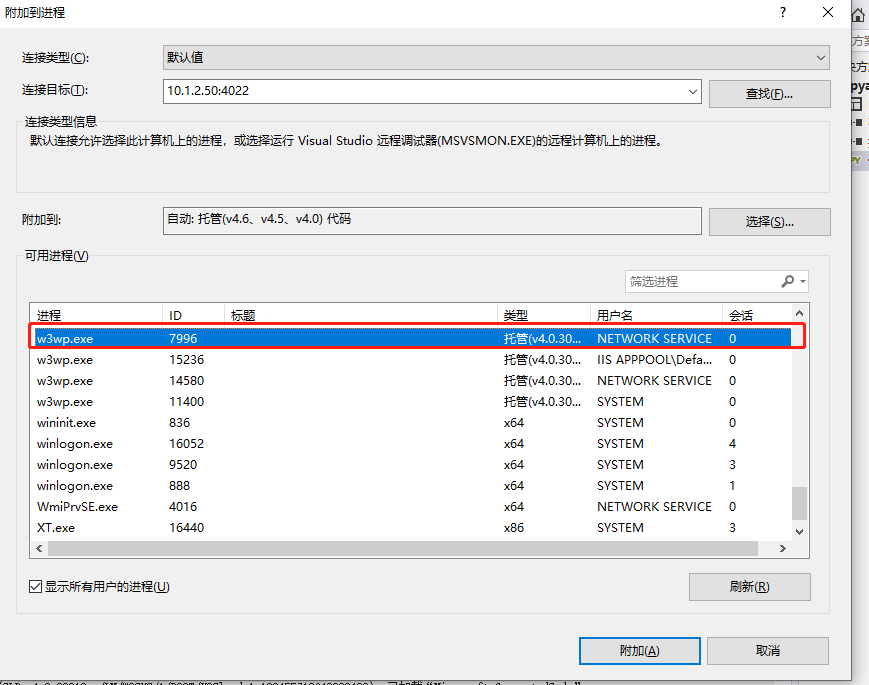 附加到进程
?
连接类型(C): 默认值
连接目标(T): 10.1.2.50:4022 查找(F)...
连接类型信息
默认连接允许选择此计算机上的进程，或选择运行 Visual Studio 远程调试器(MSVSMON.EXE)的远程计算机上的进程。
附加到: 自动: 托管(v4.6、v4.5、v4.0) 代码 选择(S)...
可用进程(V)
筛选进程
进程 ID 标题 类型 用户名 会话
w3wp.exe 7996 托管(v4.0.30... NETWORK SERVICE 0
w3wp.exe 15236 托管(v4.0.30... IIS APPPOOL\Defa... 0
w3wp.exe 14580 托管(v4.0.30... NETWORK SERVICE 0
w3wp.exe 11400 托管(v4.0.30... SYSTEM 0
wininit.exe 836 x64 SYSTEM 0
winlogon.exe 16052 x64 SYSTEM 4
winlogon.exe 9520 x64 SYSTEM 3
winlogon.exe 888 x64 SYSTEM 1
WmiPrvSE.exe 4016 x64 NETWORK SERVICE 0
XT.exe 16440 x86 SYSTEM 3
显示所有用户的进程(U) 刷新(R)
附加(A) 取消